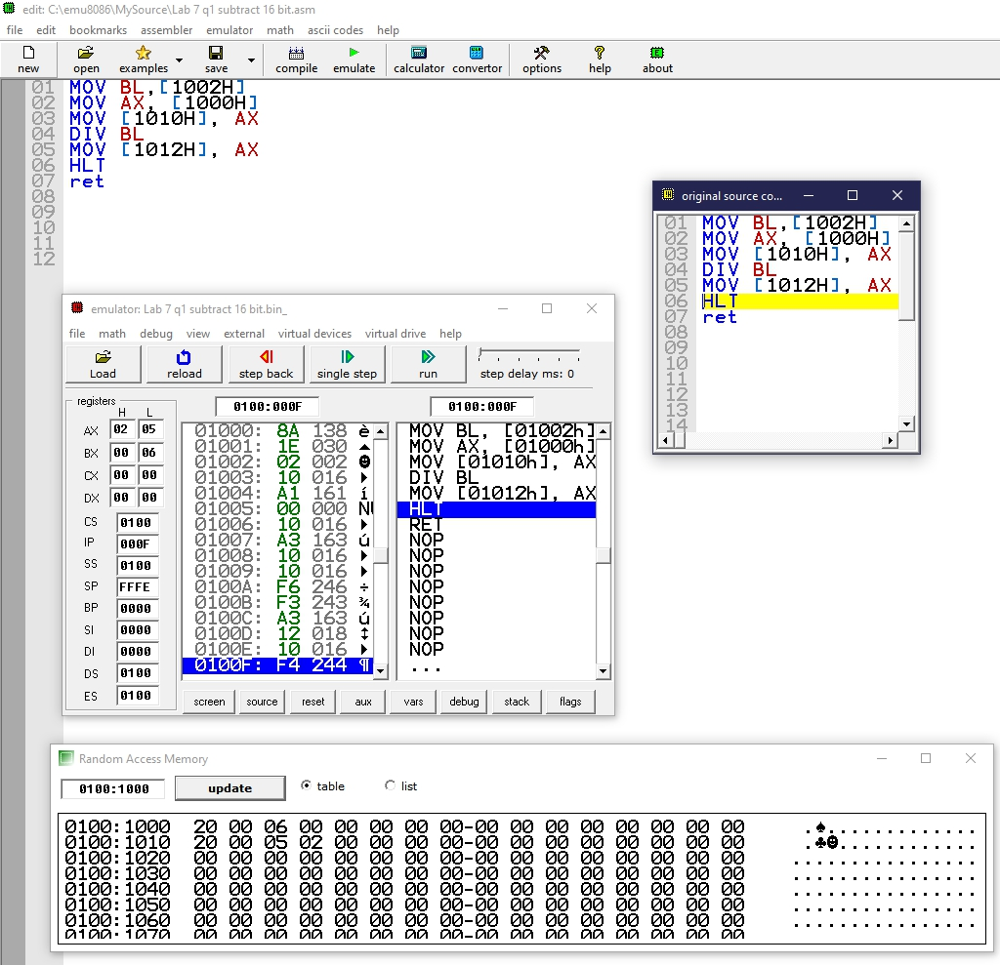 edit: C:\emu8086\MySource\Lab 7 q1 subtract 16 bit.asm
file edit bookmarks assembler emulator math ascii codes help
new open examples save compile emulate calculator convertor options help about
01 MOV BL,[1002H]
02 MOV AX, [1000H]
03 MOV [1010H], AX
04 DIV BL
05 MOV [1012H], AX
06 HLT
07 ret
08
09
10
11
12
original source co...
01 MOV BL,[1002H]
02 MOV AX, [1000H]
03 MOV [1010H], AX
04 DIV BL
05 MOV [1012H], AX
06 HLT
07 ret
08
09
10
11
12
13
14
emulator: Lab 7 q1 subtract 16 bit.bin_
file math debug view external virtual devices virtual drive help
Load reload step back single step run step delay ms: 0
registers
H L
AX 02 05
BX 00 06
CX 00 00
DX 00 00
CS 0100
IP 000F
SS 0100
SP FFFE
BP 0000
SI 0000
DI 0000
DS 0100
ES 0100
0100:000F
01000: 8A 138 è
01001: 1E 030 ▲
01002: 02 002 ☻
01003: 10 016 ►
01004: A1 161 í
01005: 00 000 NU
01006: 10 016 ►
01007: A3 163 ú
01008: 10 016 ►
01009: 10 016 ►
0100A: F6 246 ÷
0100B: F3 243 ¾
0100C: A3 163 ú
0100D: 12 018 ↕
0100E: 10 016 ►
0100F: F4 244 ¶
0100:000F
MOV BL, [01002h]
MOV AX, [01000h]
MOV [01010h], AX
DIV BL
MOV [01012h], AX
HLT
RET
NOP
NOP
NOP
NOP
NOP
NOP
NOP
NOP
...
screen source reset aux vars debug stack flags
Random Access Memory
0100:1000 update table list
0100:1000 20 00 06 00 00 00 00 00-00 00 00 00 00 00 00 00 .♠.............
0100:1010 20 00 05 02 00 00 00 00-00 00 00 00 00 00 00 00 .♣☻............
0100:1020 00 00 00 00 00 00 00 00-00 00 00 00 00 00 00 00 ................
0100:1030 00 00 00 00 00 00 00 00-00 00 00 00 00 00 00 00 ................
0100:1040 00 00 00 00 00 00 00 00-00 00 00 00 00 00 00 00 ................
0100:1050 00 00 00 00 00 00 00 00-00 00 00 00 00 00 00 00 ................
0100:1060 00 00 00 00 00 00 00 00-00 00 00 00 00 00 00 00 ................
0100:1070 00 00 00 00 00 00 00 00-00 00 00 00 00 00 00 00